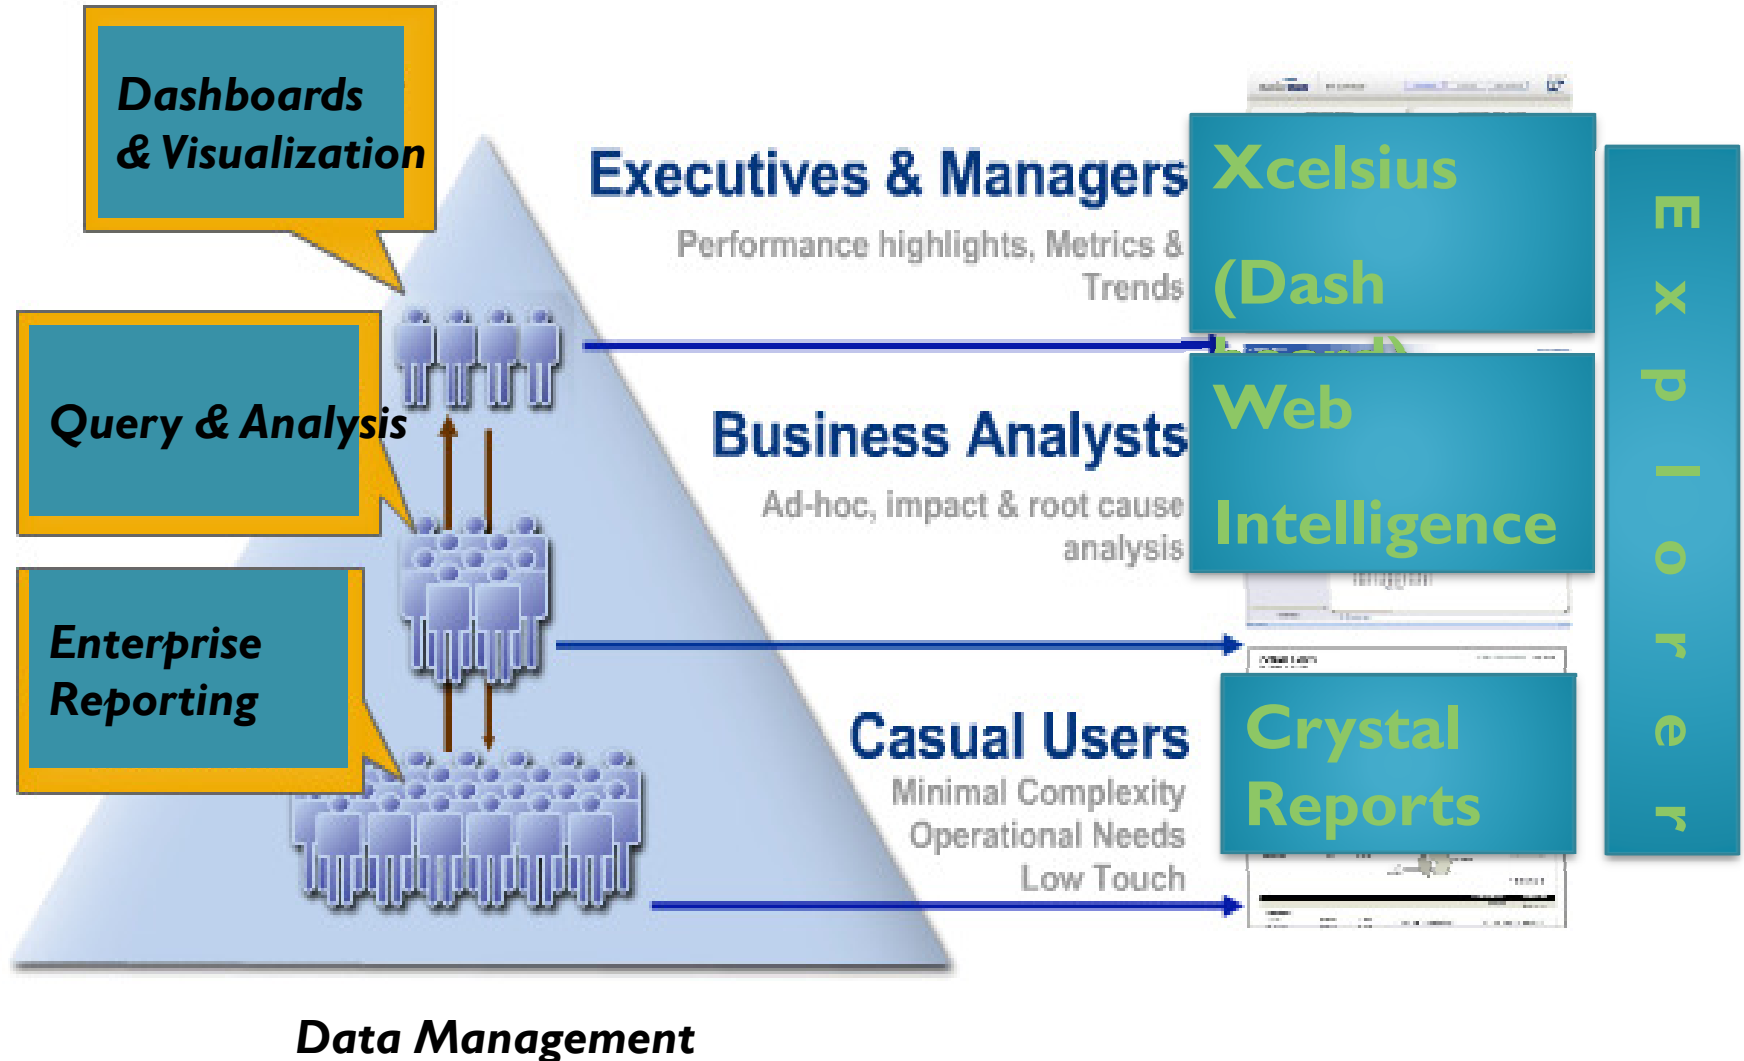 Dashboards
& Visualization
Executives & Managers
Performance highlights, Metrics &
Trends
Xcelsius
(Dash
board)
Query & Analysis
Business Analysts
Ad-hoc, impact & root cause
analysis
Web
Intelligence
Enterprise
Reporting
Casual Users
Minimal Complexity
Operational Needs
Low Touch
Crystal
Reports
Explorer
Data Management